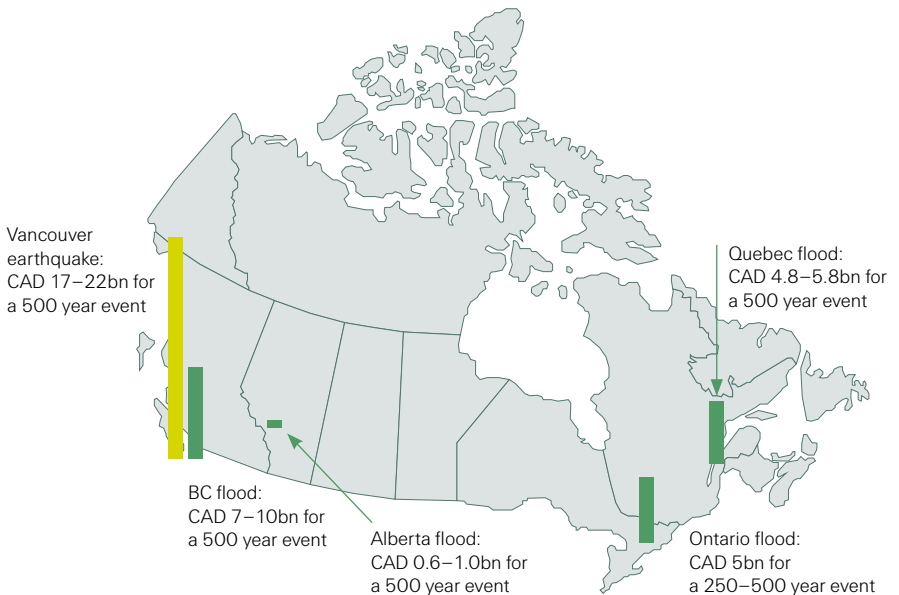 Vancouver
earthquake:
CAD 17–22bn for
a 500 year event
Quebec flood:
CAD 4.8–5.8bn for
a 500 year event
BC flood:
CAD 7–10bn for
a 500 year event
Alberta flood:
CAD 0.6–1.0bn for
a 500 year event
Ontario flood:
CAD 5bn for
a 250–500 year event